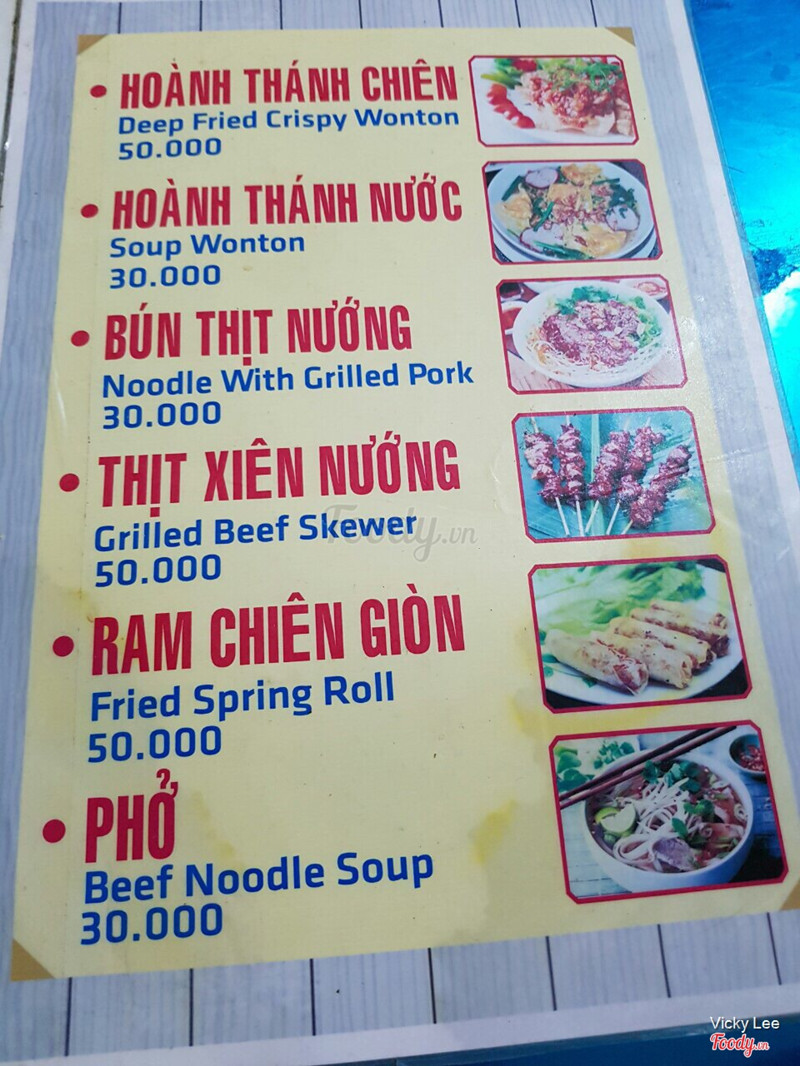 • HOÀNH THÁNH CHIÊN
Deep Fried Crispy Wonton
50.000
• HOÀNH THÁNH NƯỚC
Soup Wonton
30.000
• BÚN THỊT NƯỚNG
Noodle With Grilled Pork
30.000
• THỊT XIÊN NƯỚNG
Grilled Beef Skewer
50.000
• RAM CHIÊN GIÒN
Fried Spring Roll
50.000
• PHỞ
Beef Noodle Soup
30.000
Foody.vn
Vicky Lee
Foody.vn